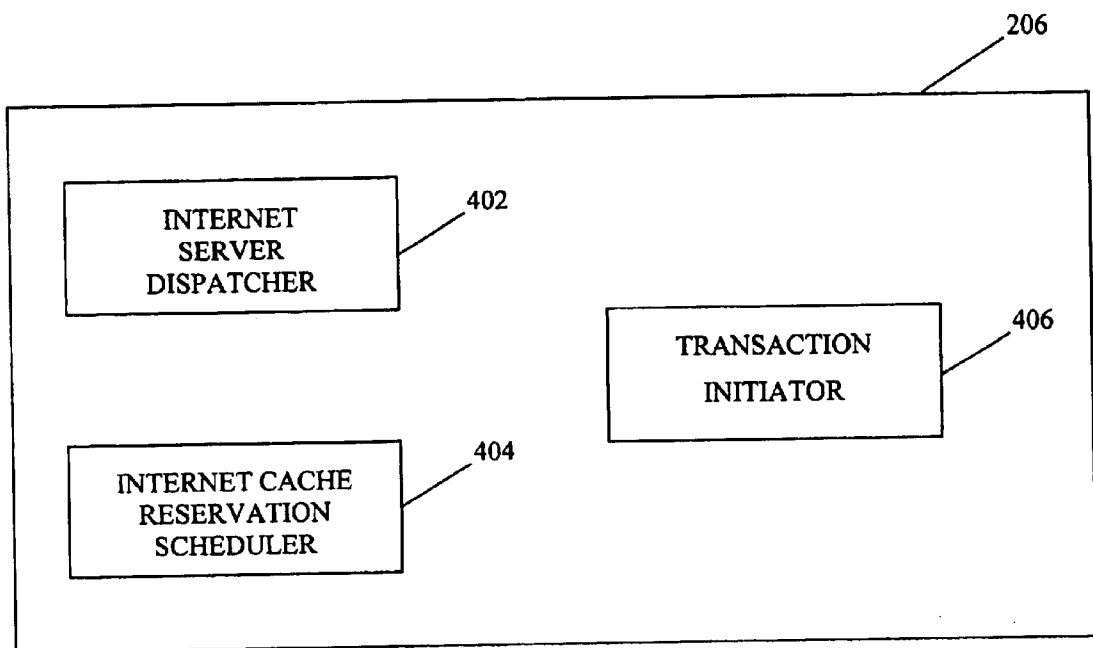 206
INTERNET
SERVER
DISPATCHER
402
TRANSACTION
INITIATOR
406
INTERNET CACHE
RESERVATION
SCHEDULER
404